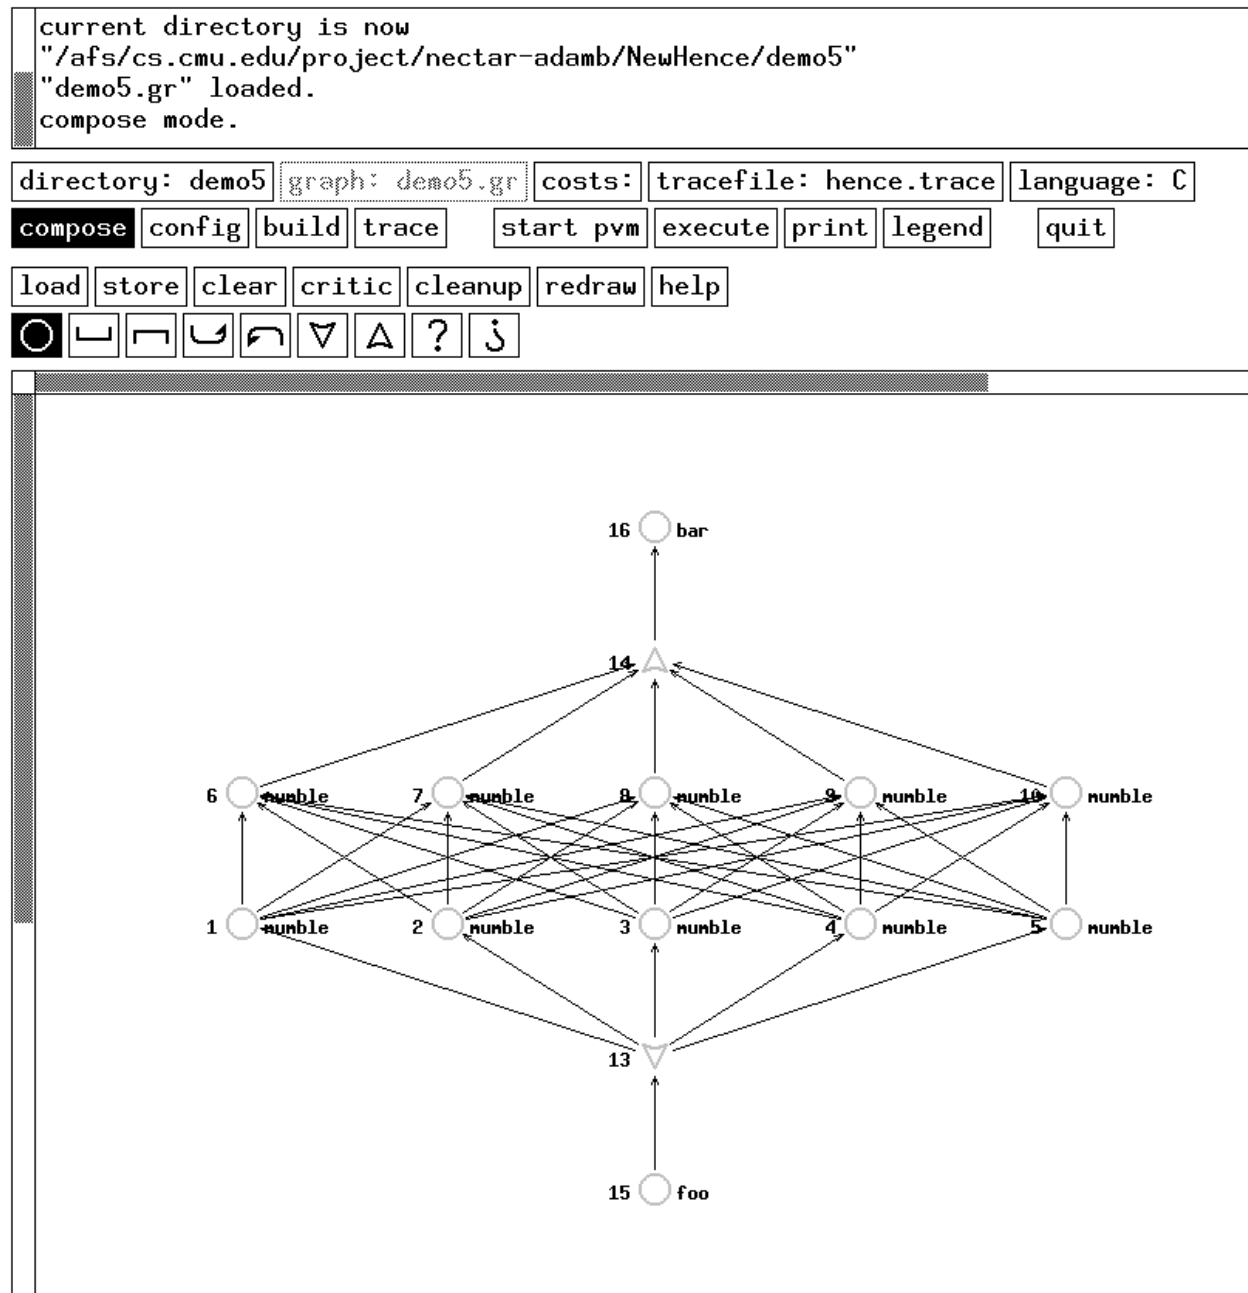 current directory is now
"/afs/cs.cmu.edu/project/nectar-adamb/NewHence/demo5"
"demo5.gr" loaded.
compose mode.
directory: demo5 graph: demo5.gr costs: tracefile: hence.trace language: C
compose config build trace start pvm execute print legend quit
load store clear critic cleanup redraw help
? ¿
16 bar
14
6 mumble 7 mumble 8 mumble 9 mumble 10 mumble
1 mumble 2 mumble 3 mumble 4 mumble 5 mumble
13
15 foo